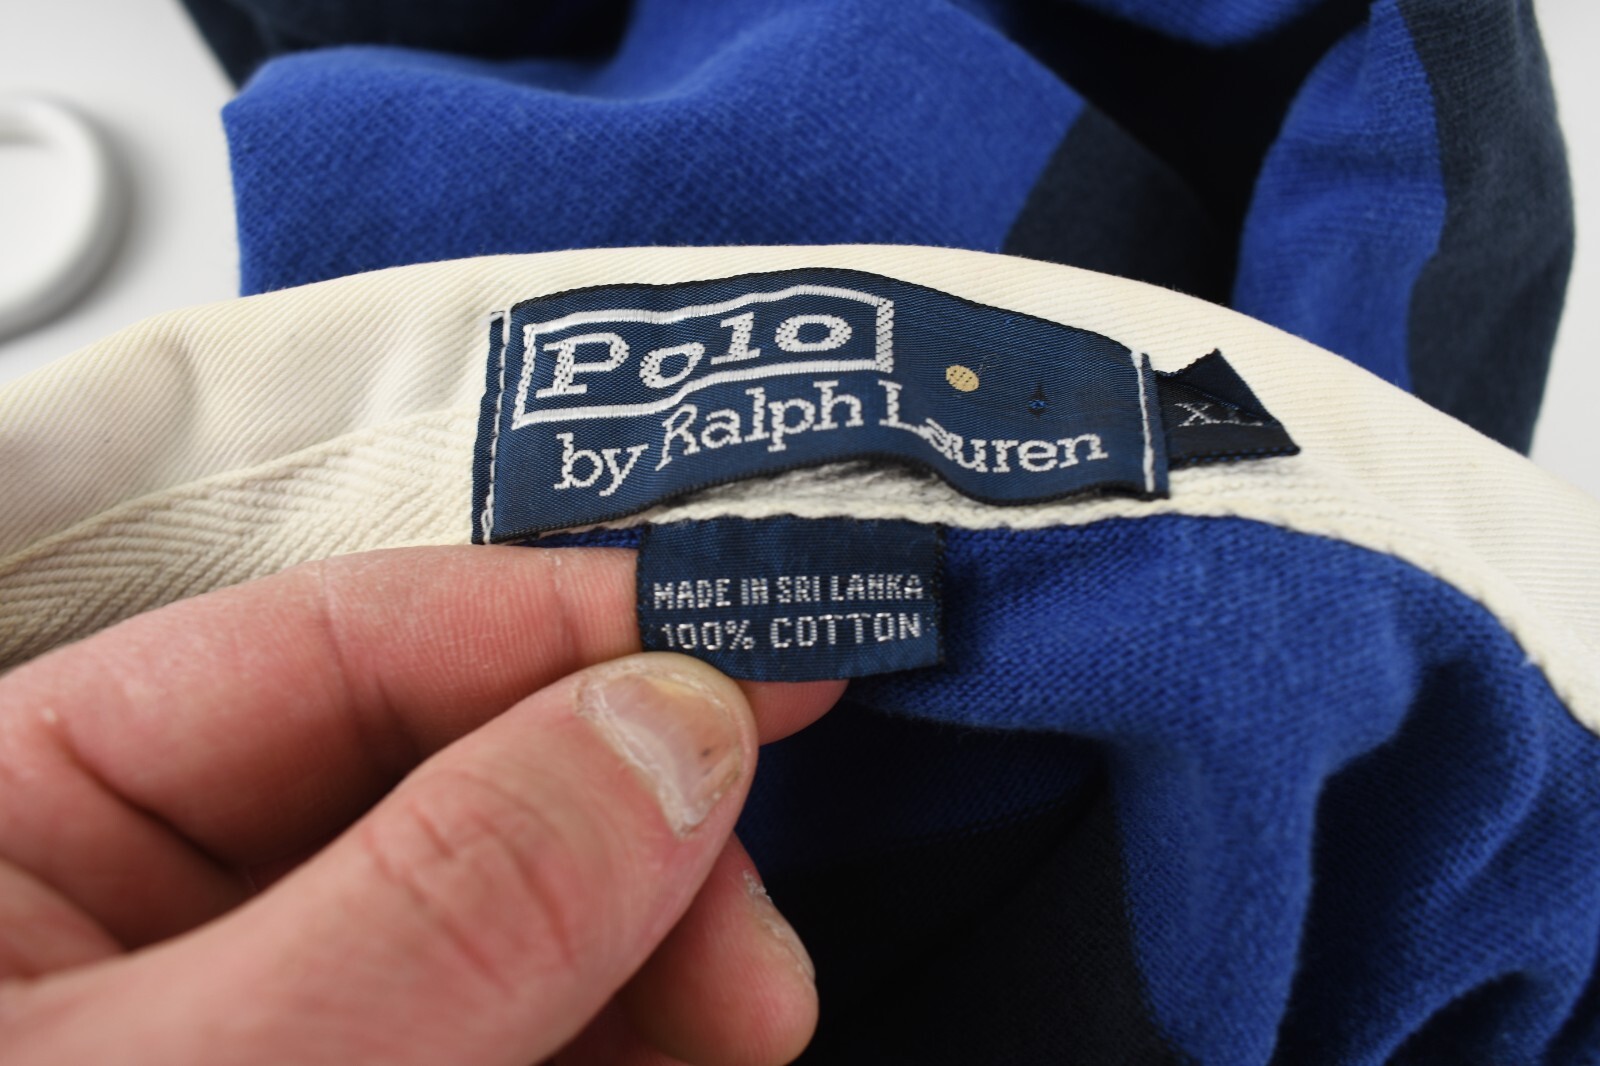 Polo
by Ralph Lauren
XL
MADE IN SRI LANKA
100% COTTON